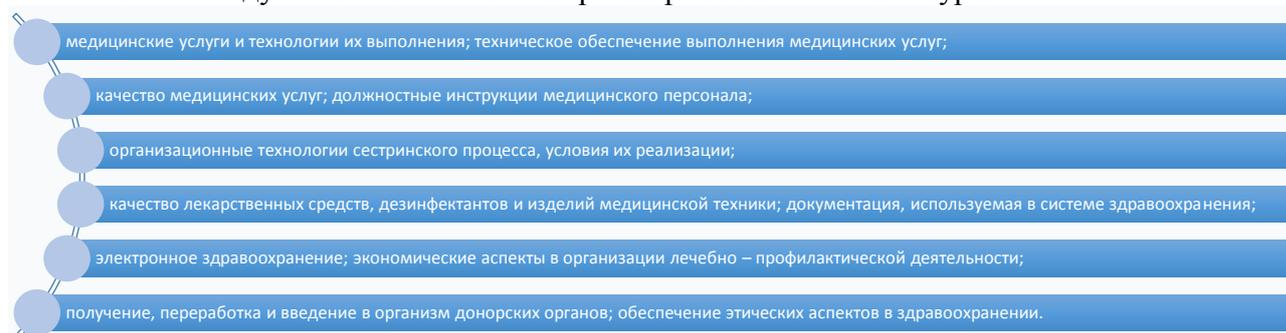 медицинские услуги и технологии их выполнения; техническое обеспечение выполнения медицинских услуг;
качество медицинских услуг; должностные инструкции медицинского персонала;
организационные технологии сестринского процесса, условия их реализации;
качество лекарственных средств, дезинфектантов и изделий медицинской техники; документация, используемая в системе здравоохранения;
электронное здравоохранение; экономические аспекты в организации лечебно – профилактической деятельности;
получение, переработка и введение в организм донорских органов; обеспечение этических аспектов в здравоохранении.